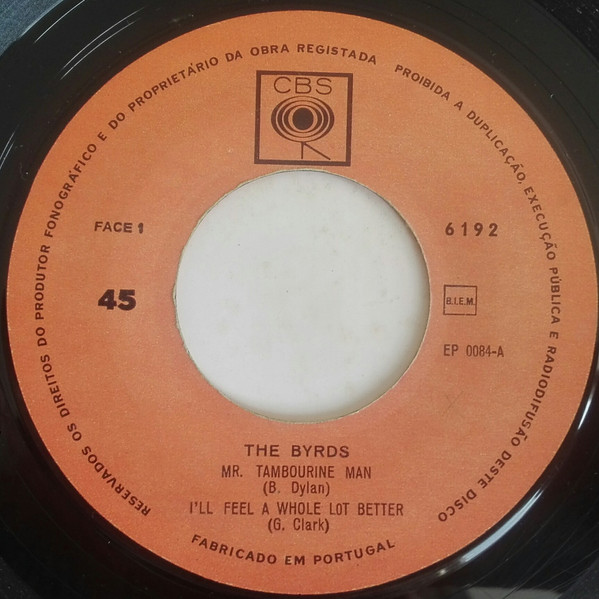 RESERVADOS OS DIREITOS DO PRODUTOR FONOGRÁFICO E DO PROPRIETÁRIO DA OBRA REGISTADA PROIBIDA A DUPLICAÇÃO, EXECUÇÃO PÚBLICA E RADIODIFUSÃO DESTE DISCO
CBS
FACE 1
6192
45
B.I.E.M.
EP 0084-A
THE BYRDS
MR. TAMBOURINE MAN
(B. Dylan)
I'LL FEEL A WHOLE LOT BETTER
(G. Clark)
FABRICADO EM PORTUGAL